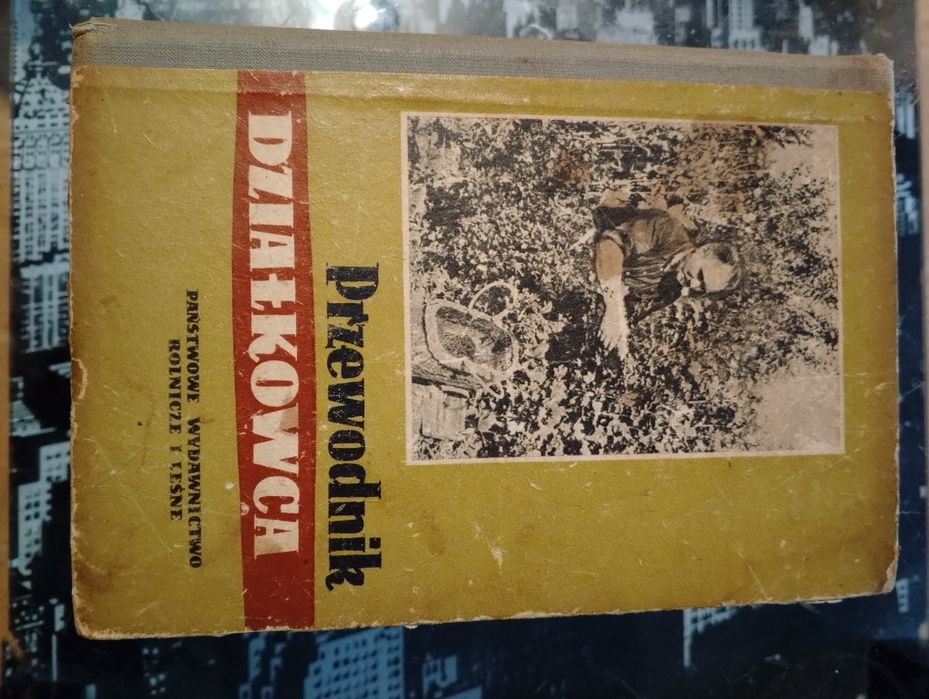 Przewodnik
DZIAŁKOWCA
PAŃSTWOWE WYDAWNICTWO
ROLNICZE I LEŚNE